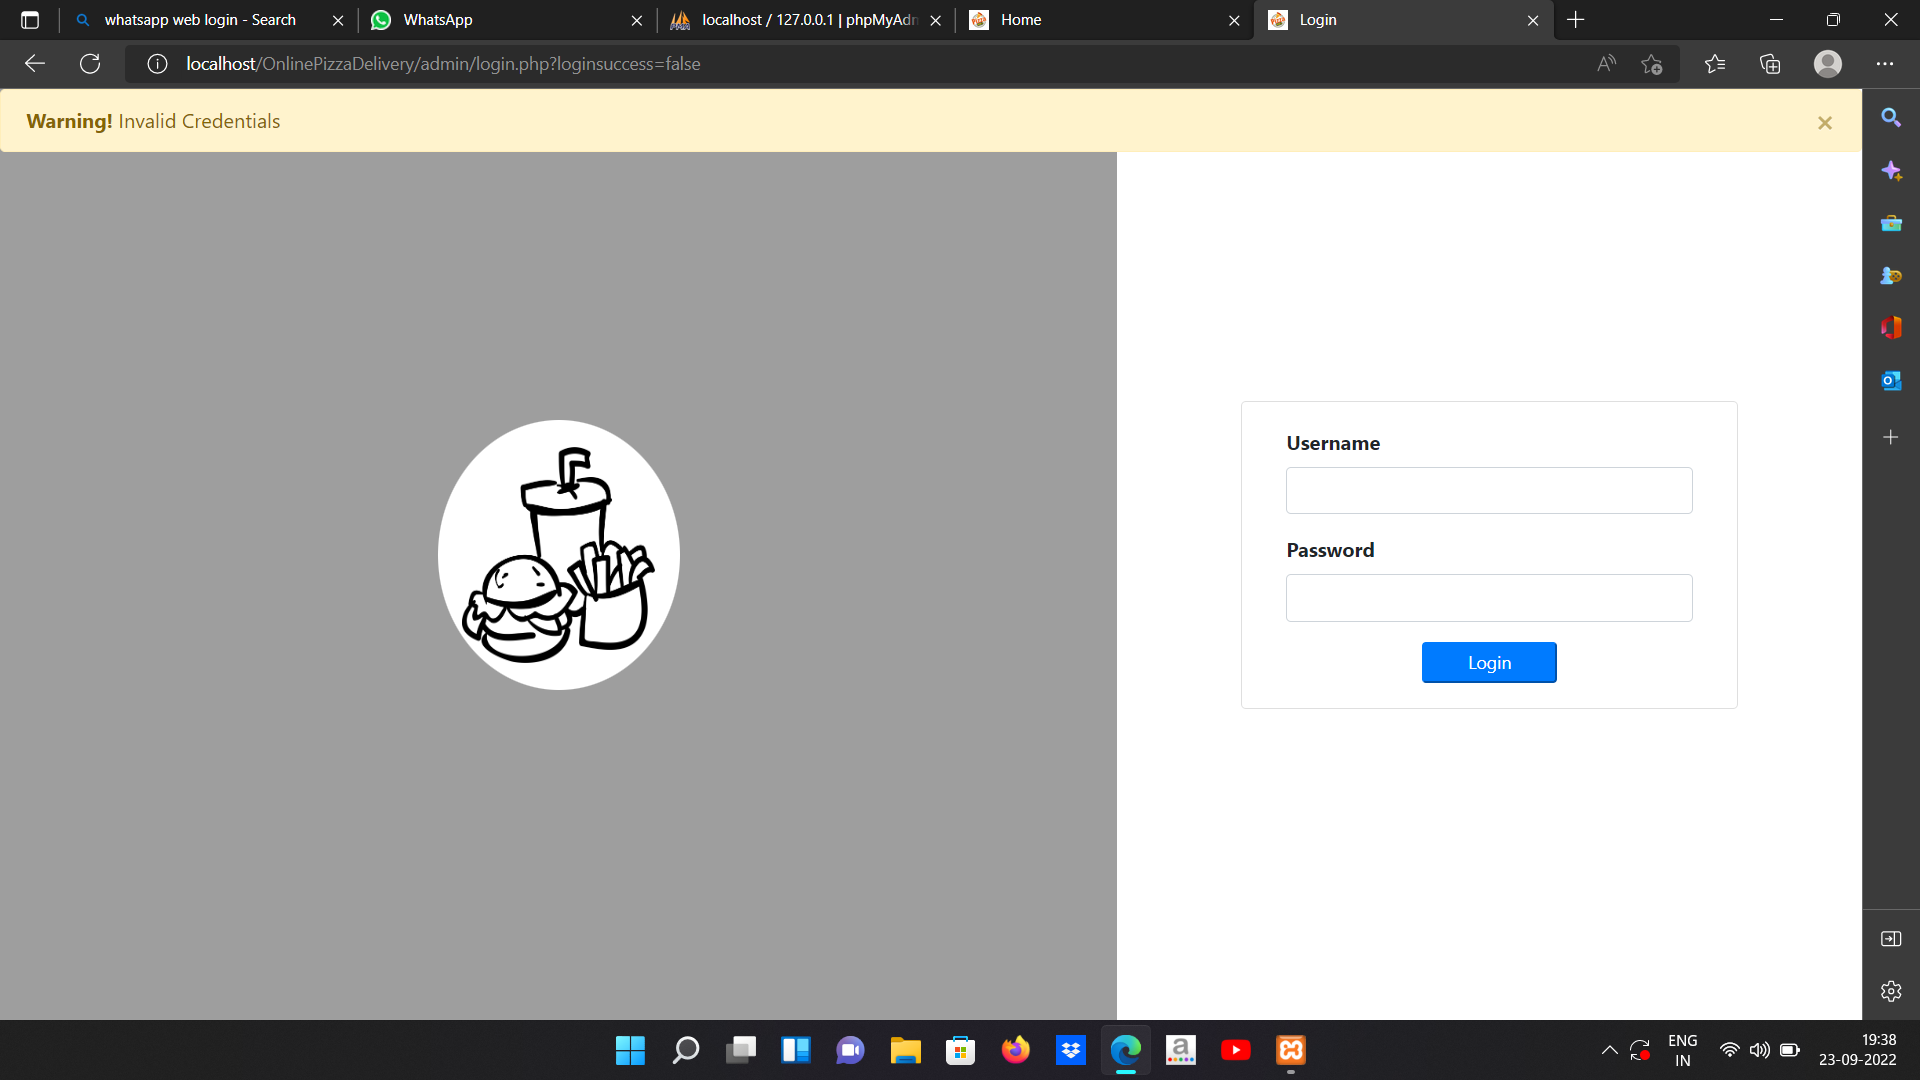 whatsapp web login - Search
WhatsApp
localhost / 127.0.0.1 | phpMyAdm
Home
Login
localhost/OnlinePizzaDelivery/admin/login.php?loginsuccess=false
Warning! Invalid Credentials
Username
Password
Login
ENG
IN
19:38
23-09-2022